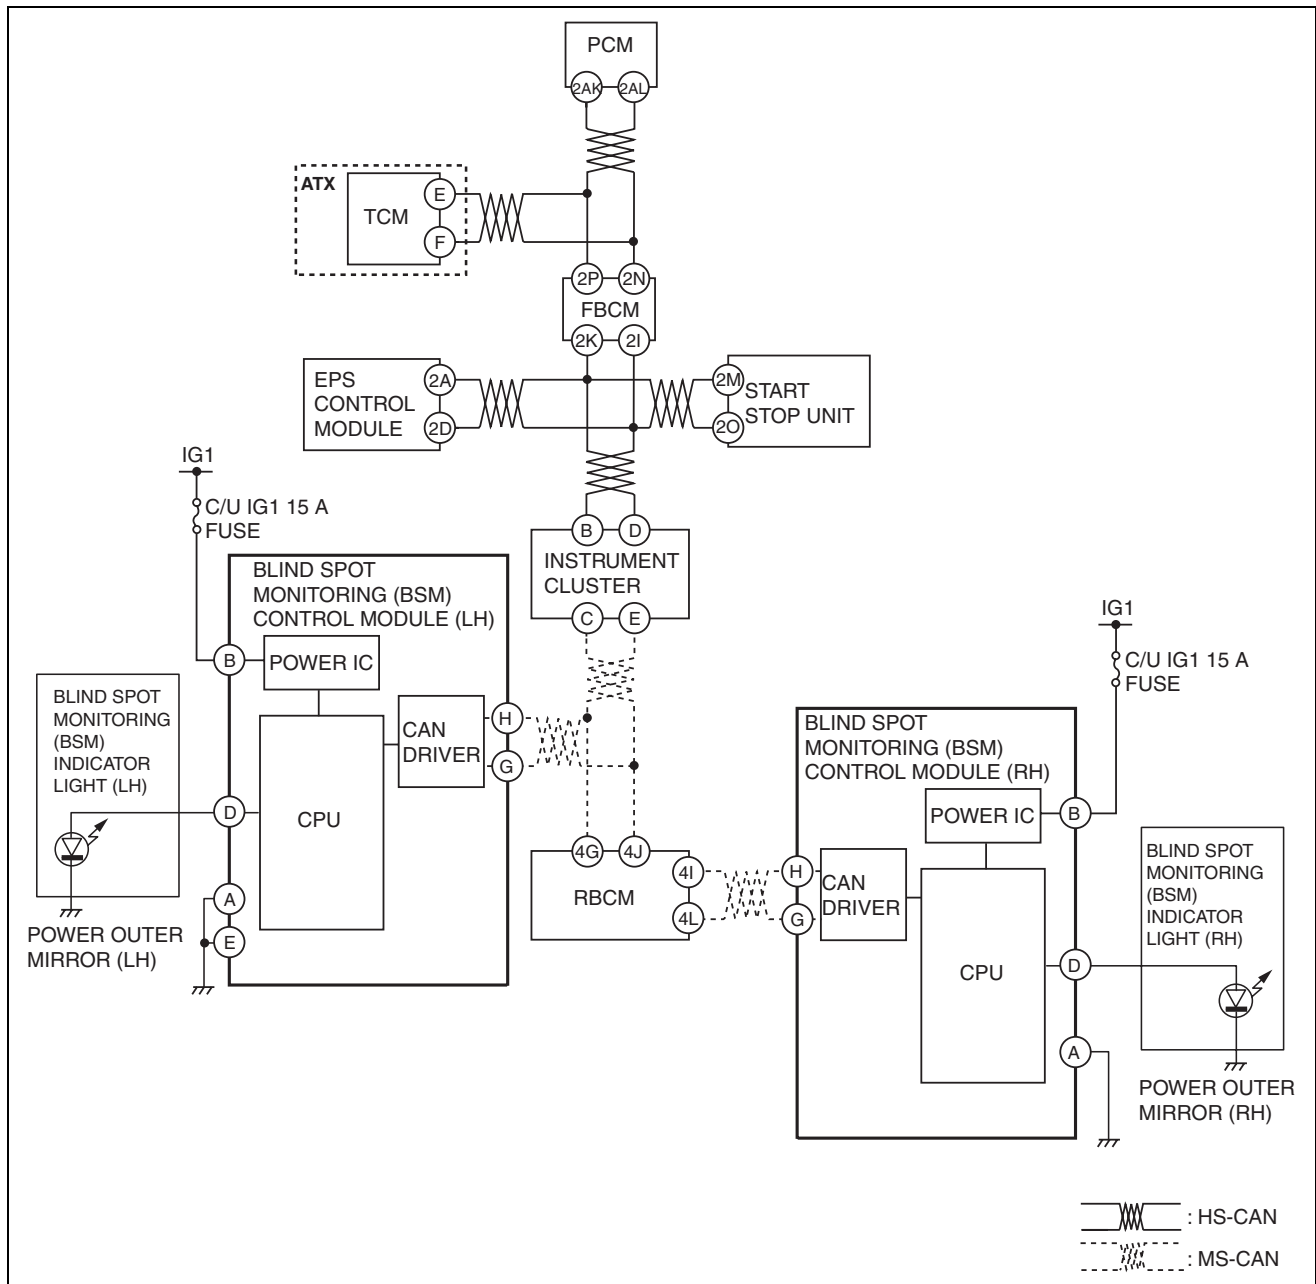 PCM
2AK
2AL
ATX
TCM
E
F
2P
2N
FBCM
2K
2I
EPS
CONTROL
MODULE
2A
2D
2M
2O
START
STOP UNIT
IG1
C/U IG1 15 A
FUSE
B
D
INSTRUMENT
CLUSTER
C
E
BLIND SPOT
MONITORING (BSM)
CONTROL MODULE (LH)
B
POWER IC
CAN
DRIVER
H
G
CPU
D
A
E
BLIND SPOT
MONITORING
(BSM)
INDICATOR
LIGHT (LH)
POWER OUTER
MIRROR (LH)
4G
4J
4I
4L
RBCM
IG1
C/U IG1 15 A
FUSE
BLIND SPOT
MONITORING (BSM)
CONTROL MODULE (RH)
POWER IC
B
H
G
CAN
DRIVER
CPU
D
A
BLIND SPOT
MONITORING
(BSM)
INDICATOR
LIGHT (RH)
POWER OUTER
MIRROR (RH)
: HS-CAN
: MS-CAN